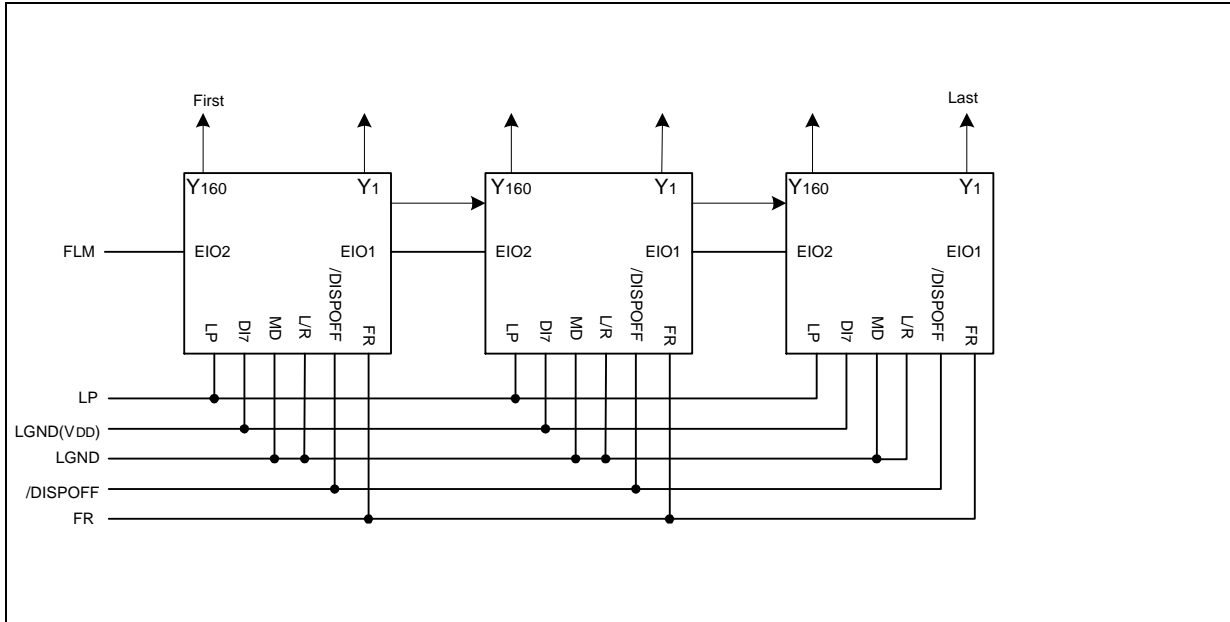 First Last
Y160 Y1 Y160 Y1 Y160 Y1
FLM EIO2 EIO1 EIO2 EIO1 EIO2 EIO1
LP DI7 MD L/R /DISPOFF FR LP DI7 MD L/R /DISPOFF FR LP DI7 MD L/R /DISPOFF FR
LP
LGND(VDD)
LGND
/DISPOFF
FR